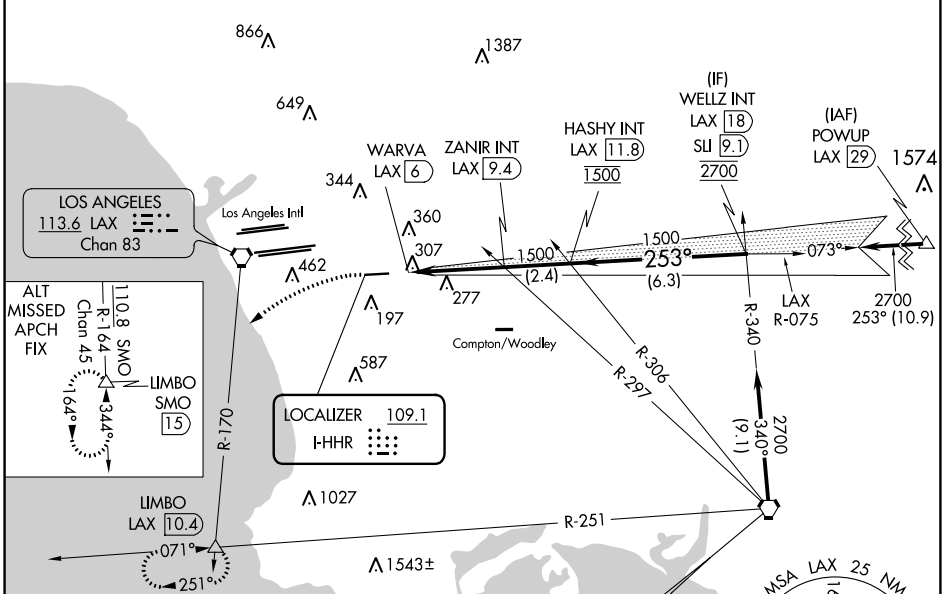 866
1387
649
(IF)
WELLZ INT
LAX 18
SLI 9.1
2700
(IAF)
POWUP
LAX 29
1574
HASHY INT
LAX 11.8
1500
ZANIR INT
LAX 9.4
WARVA
LAX 6
344
LOS ANGELES
113.6 LAX
Chan 83
Los Angeles Intl
360
307
462
277
197
1500
1500
(2.4)
253°
(6.3)
073°
LAX
R-075
2700
253° (10.9)
Compton/Woodley
ALT
MISSED
APCH
FIX
110.8 SMO
R-164
Chan 45
LIMBO
SMO
15
164°
344°
587
LOCALIZER 109.1
I-HHR
R-170
R-306
R-297
R-340
2700
340°
(9.1)
1027
LIMBO
LAX 10.4
071°
251°
R-251
1543±
MSA LAX 25 NM